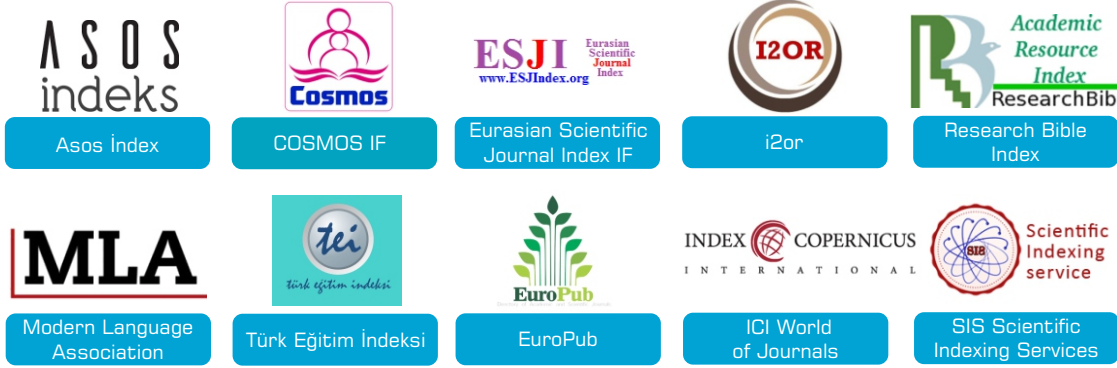 ASOS
indeks
Cosmos
ESJI
Eurasian
Scientific
Journal
Index
www.ESJIndex.org
I2OR
Academic
Resource
Index
ResearchBib
Asos İndex
COSMOS IF
Eurasian Scientific
Journal Index IF
i2or
Research Bible
Index
MLA
tei
türk eğitim indeksi
EuroPub
INDEX COPERNICUS
INTERNATIONAL
SIS
Scientific
Indexing
service
Modern Language
Association
Türk Eğitim İndeksi
EuroPub
ICI World
of Journals
SIS Scientific
Indexing Services